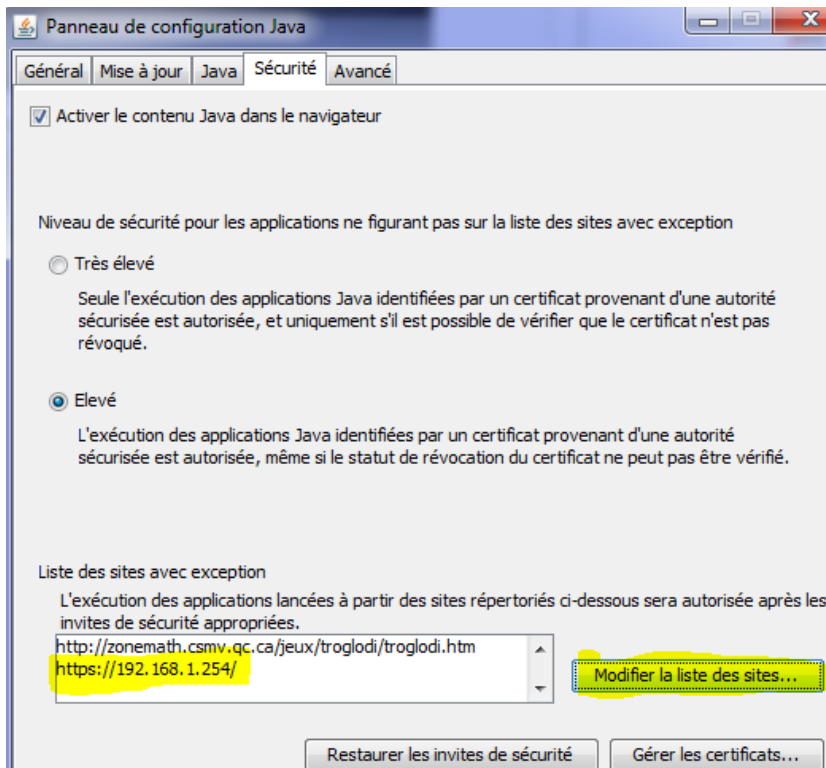 Panneau de configuration Java
Général Mise à jour Java Sécurité Avancé
Activer le contenu Java dans le navigateur
Niveau de sécurité pour les applications ne figurant pas sur la liste des sites avec exception
Très élevé
Seule l'exécution des applications Java identifiées par un certificat provenant d'une autorité
sécurisée est autorisée, et uniquement s'il est possible de vérifier que le certificat n'est pas
révoqué.
Elevé
L'exécution des applications Java identifiées par un certificat provenant d'une autorité
sécurisée est autorisée, même si le statut de révocation du certificat ne peut pas être vérifié.
Liste des sites avec exception
L'exécution des applications lancées à partir des sites répertoriés ci-dessous sera autorisée après les
invites de sécurité appropriées.
http://zonemath.csmv.qc.ca/jeux/troglodi/troglodi.htm
https://192.168.1.254/
Modifier la liste des sites...
Restaurer les invites de sécurité Gérer les certificats...